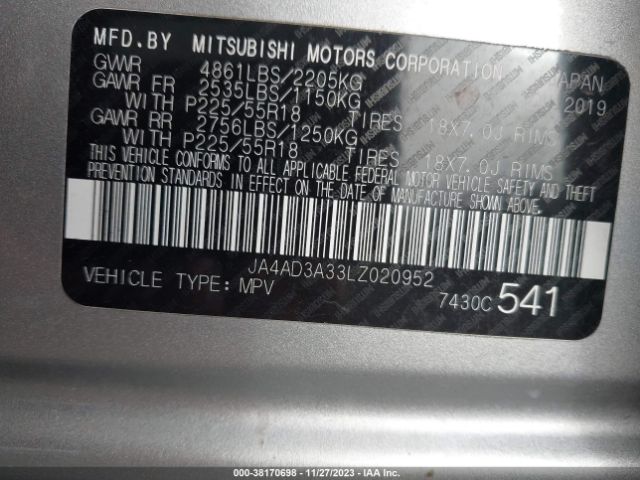 MFD.BY MITSUBISHI MOTORS CORPORATION JAPAN
GVWR 4861LBS/2205KG 2019
GAWR FR 2535LBS/1150KG
WITH P225/55R18 TIRES 18X7.0J RIMS
GAWR RR 2756LBS/1250KG
WITH P225/55R18 TIRES 18X7.0J RIMS
THIS VEHICLE CONFORMS TO ALL APPLICABLE FEDERAL MOTOR VEHICLE SAFETY AND THEFT
PREVENTION STANDARDS IN EFFECT ON THE DATE OF MANUFACTURE SHOWN ABOVE.
JA4AD3A33LZ020952
VEHICLE TYPE: MPV
7430C 541
000-38170698 - 11/27/2023 - IAA, Inc.